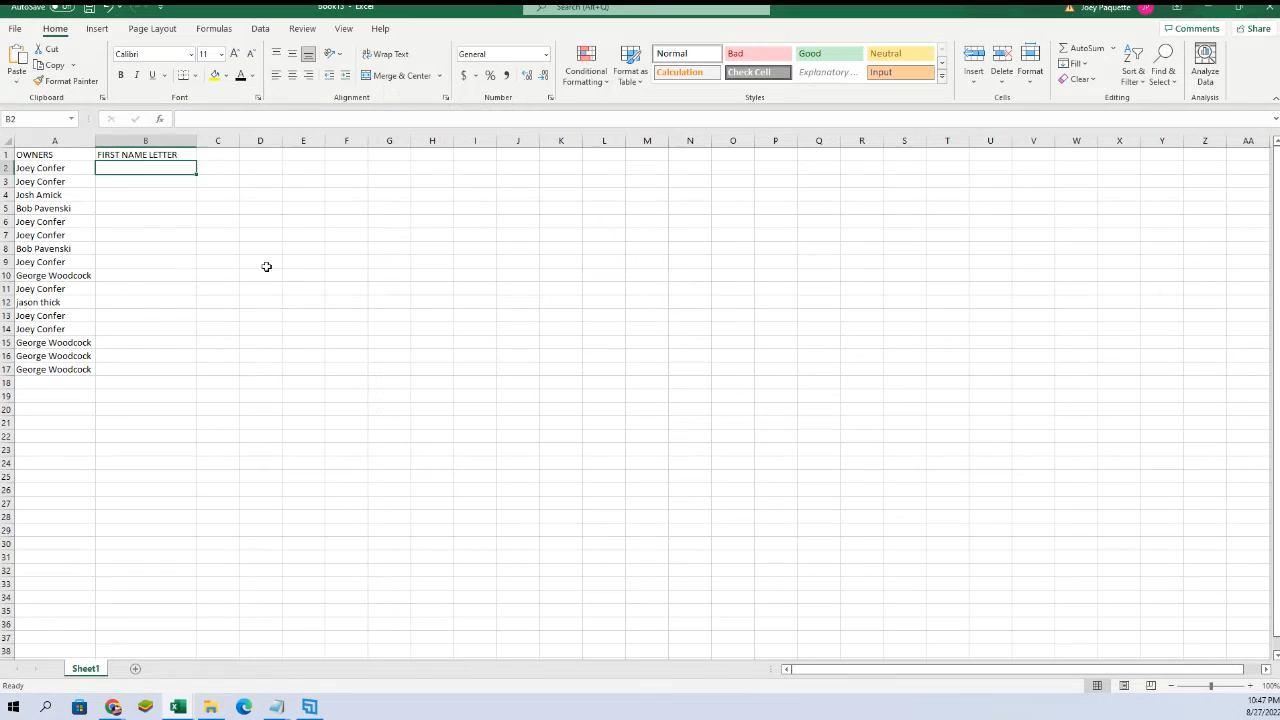 AutoSave Book13 - Excel Search (Alt+Q) Joey Paquette JP
File Home Insert Page Layout Formulas Data Review View Help Comments Share
Paste Cut Copy Format Painter Clipboard
Calibri 11 B I U A Font
Wrap Text Merge & Center Alignment
General $ % , Number
Conditional Formatting Format as Table Normal Bad Good Neutral Calculation Check Cell Explanatory ... Input Styles
Insert Delete Format Cells
AutoSum Fill Clear Sort & Filter Find & Select Editing
Analyze Data Analysis
B2 fx
A B C D E F G H I J K L M N O P Q R S T U V W X Y Z AA
1 OWNERS FIRST NAME LETTER
2 Joey Confer
3 Joey Confer
4 Josh Amick
5 Bob Pavenski
6 Joey Confer
7 Joey Confer
8 Bob Pavenski
9 Joey Confer
10 George Woodcock
11 Joey Confer
12 jason thick
13 Joey Confer
14 Joey Confer
15 George Woodcock
16 George Woodcock
17 George Woodcock
18
19
20
21
22
23
24
25
26
27
28
29
30
31
32
33
34
35
36
37
38
Sheet1
Ready 100%
10:47 PM
8/27/2022